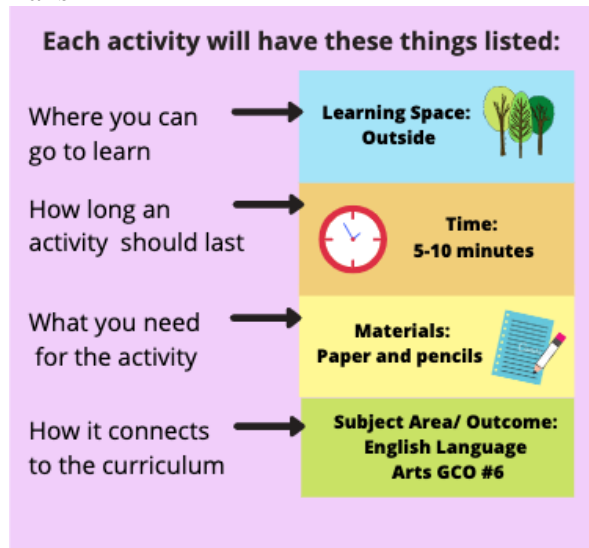 Each activity will have these things listed:
Where you can
go to learn
Learning Space:
Outside
How long an
activity should last
Time:
5-10 minutes
What you need
for the activity
Materials:
Paper and pencils
How it connects
to the curriculum
Subject Area/ Outcome:
English Language
Arts GCO #6